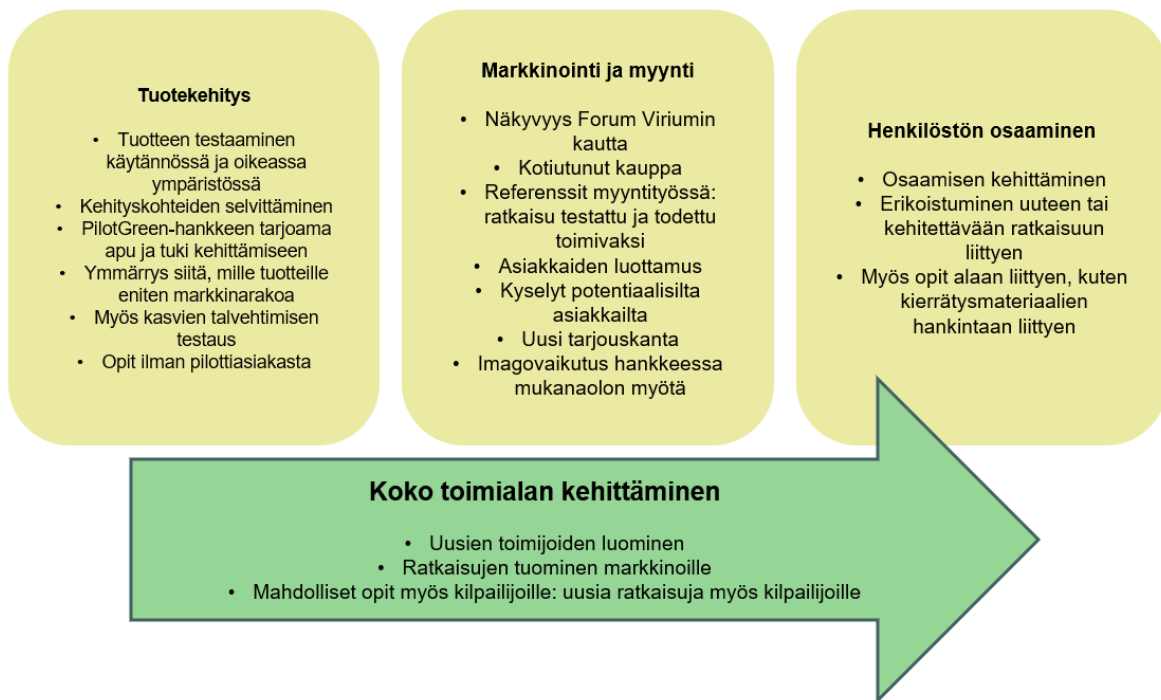 Tuotekehitys
• Tuotteen testaaminen
käytännössä ja oikeassa
ympäristössä
• Kehityskohteiden selvittäminen
• PilotGreen-hankkeen tarjoama
apu ja tuki kehittämiseen
• Ymmärrys siitä, mille tuotteille
eniten markkinarakoa
• Myös kasvien talvehtimisen
testaus
• Opit ilman pilottiasiakasta
Markkinointi ja myynti
• Näkyvyys Forum Viriumin
kautta
• Kotiutunut kauppa
• Referenssit myyntityössä:
ratkaisu testattu ja todettu
toimivaksi
• Asiakkaiden luottamus
• Kyselyt potentiaalisilta
asiakkailta
• Uusi tarjouskanta
• Imagovaikutus hankkeessa
mukanaolon myötä
Henkilöstön osaaminen
• Osaamisen kehittäminen
• Erikoistuminen uuteen tai
kehitettävään ratkaisuun
liittyen
• Myös opit alaan liittyen, kuten
kierrätysmateriaalien
hankintaan liittyen
Koko toimialan kehittäminen
• Uusien toimijoiden luominen
• Ratkaisujen tuominen markkinoille
• Mahdolliset opit myös kilpailijoille: uusia ratkaisuja myös kilpailijoille